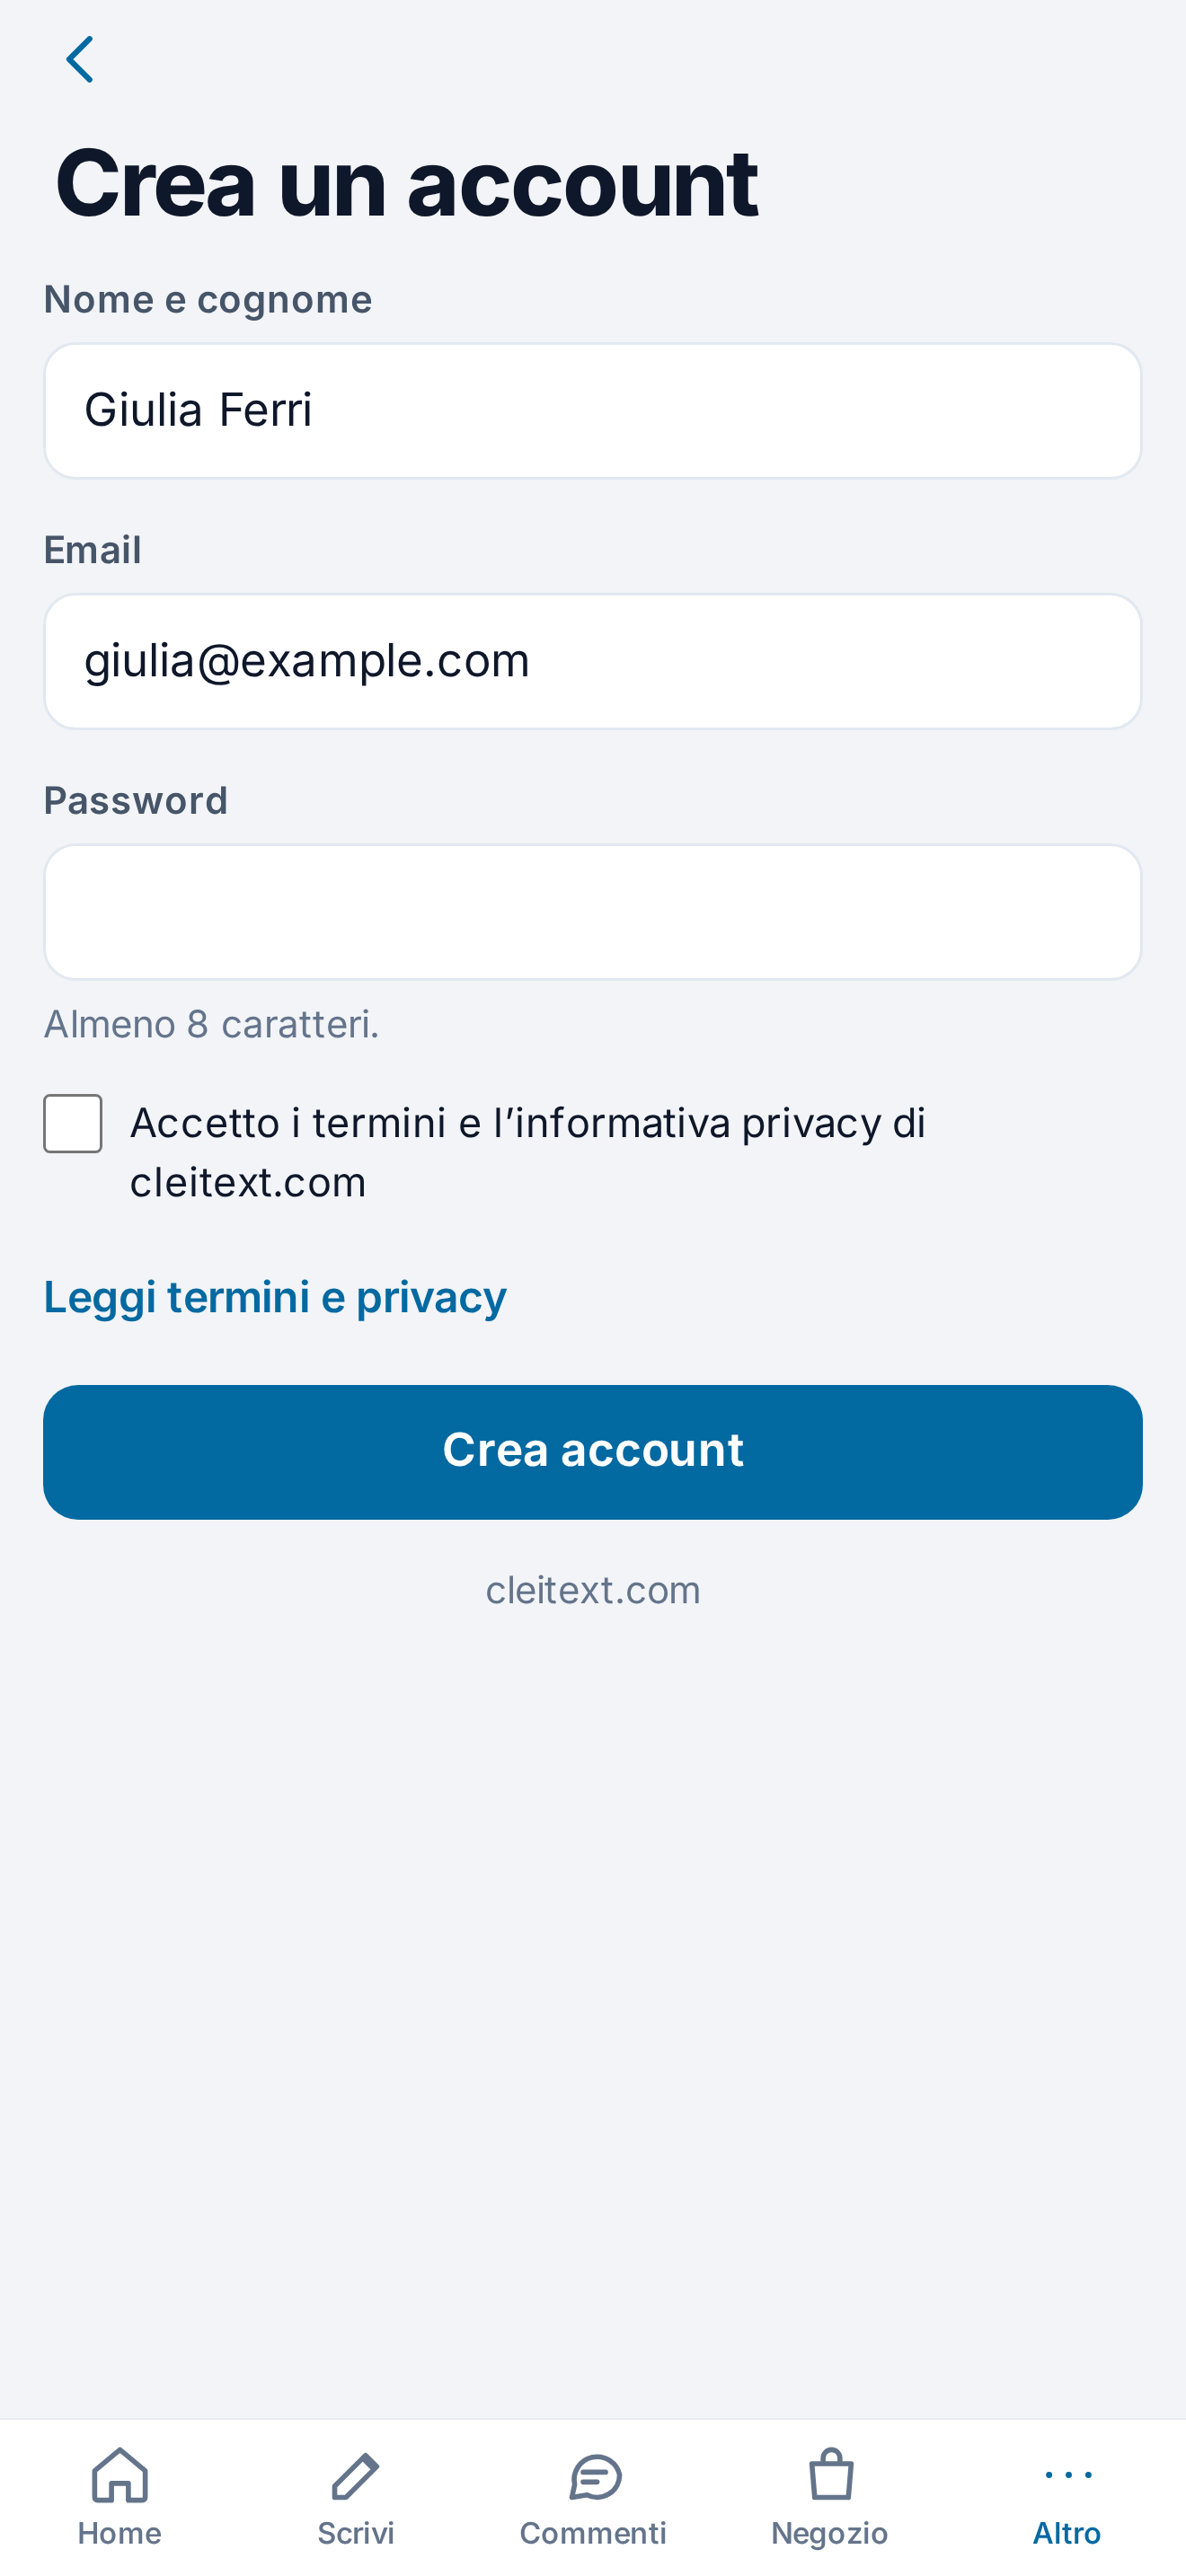 Crea un account
Nome e cognome
Giulia Ferri
Email
giulia@example.com
Password
Almeno 8 caratteri.
Accetto i termini e l’informativa privacy di
cleitext.com
Leggi termini e privacy
Crea account
cleitext.com
Home
Scrivi
Commenti
Negozio
Altro